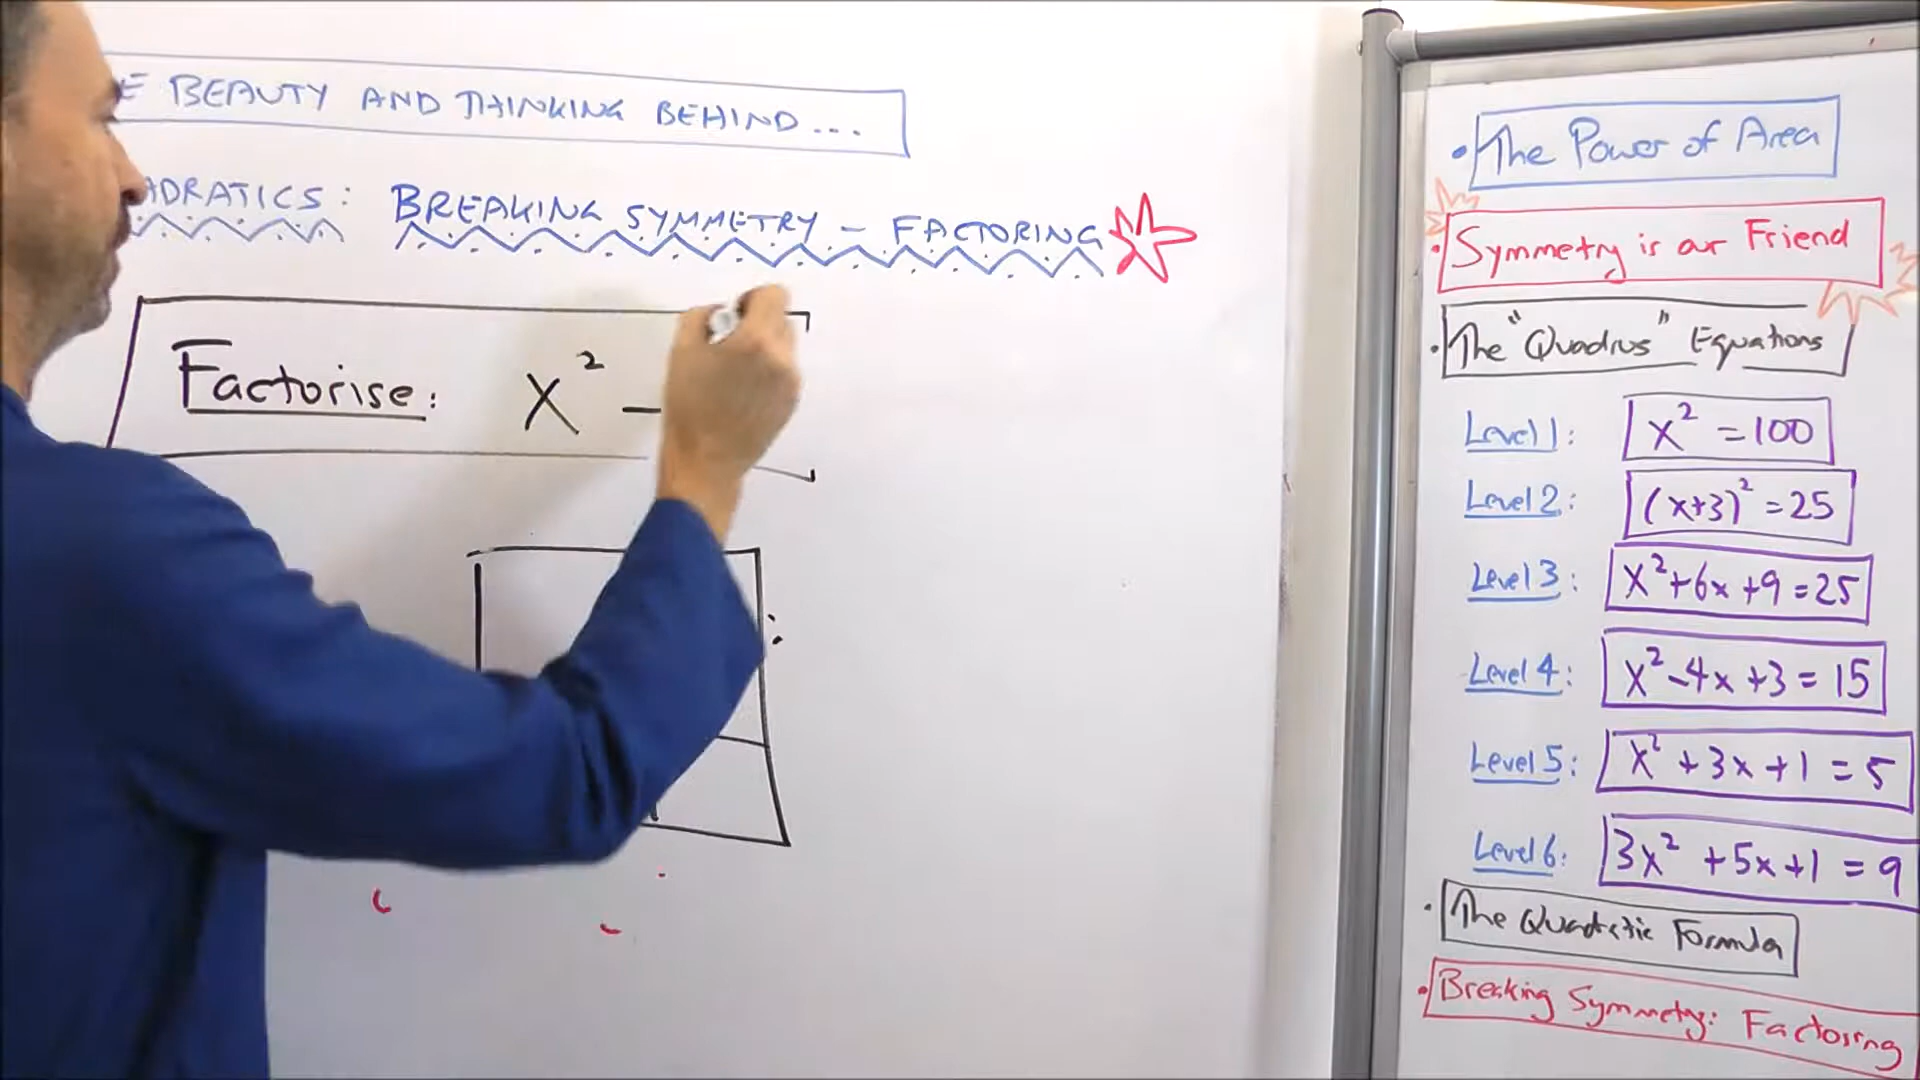 E BEAUTY AND THINKING BEHIND...
ADRATICS: BREAKING SYMMETRY - FACTORING
Factorise: x² -
• The Power of Area
• Symmetry is our Friend
• The "Quadrus" Equations
Level 1: x² = 100
Level 2: (x+3)² = 25
Level 3: x² + 6x + 9 = 25
Level 4: x² - 4x + 3 = 15
Level 5: x² + 3x + 1 = 5
Level 6: 3x² + 5x + 1 = 9
• The Quadratic Formula
• Breaking Symmetry: Factoring